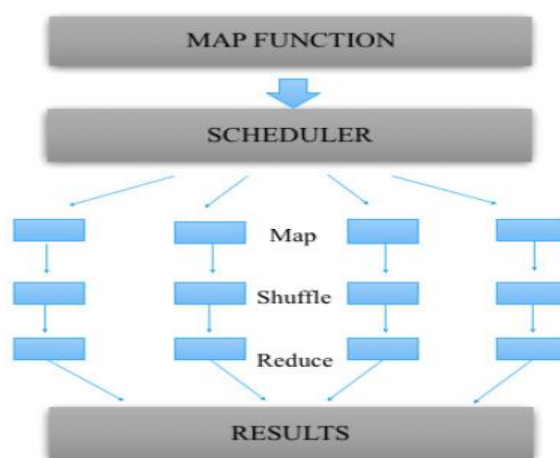 MAP FUNCTION
SCHEDULER
Map
Shuffle
Reduce
RESULTS